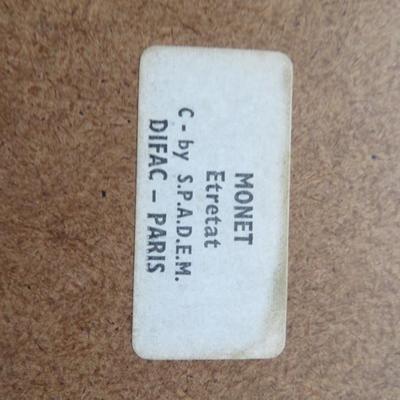 MONET
Etretat
C - by S.P.A.D.E.M.
DIFAC - PARIS